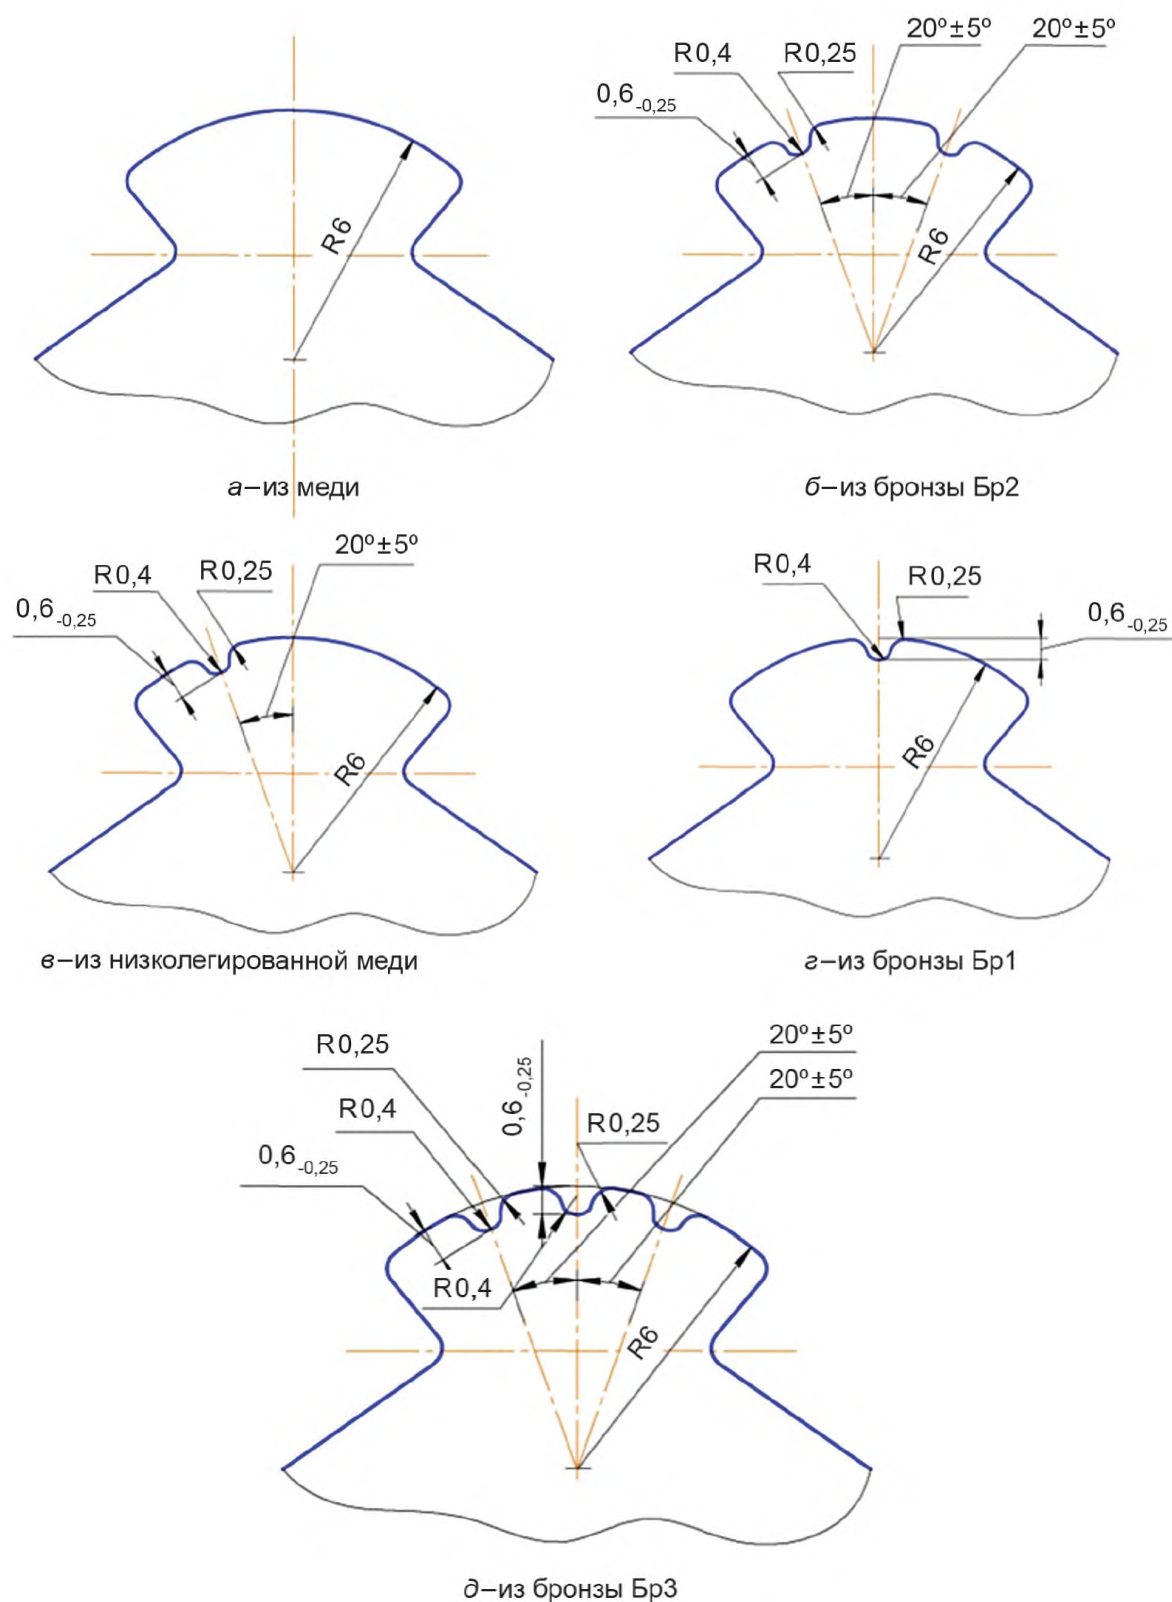 R6
а–из меди
20º±5º
20º±5º
R0,4
R0,25
0,6-0,25
R6
б–из бронзы Бр2
20º±5º
R0,4
R0,25
0,6-0,25
R6
в–из низколегированной меди
R0,4
R0,25
0,6-0,25
R6
г–из бронзы Бр1
R0,25
20º±5º
20º±5º
0,6-0,25
R0,4
R0,25
0,6-0,25
R0,4
R6
д–из бронзы Бр3